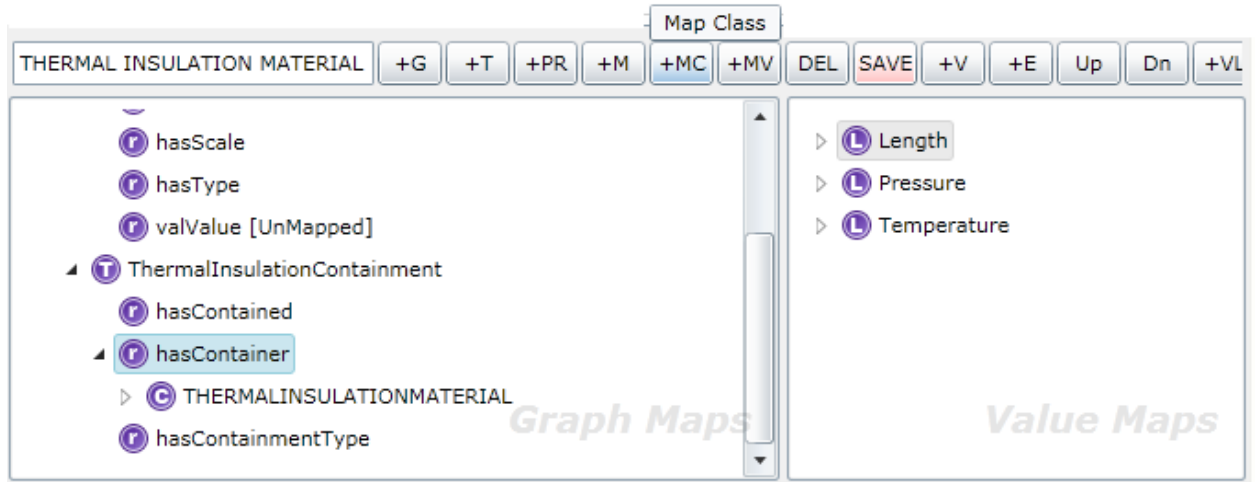 Map Class
THERMAL INSULATION MATERIAL +G +T +PR +M +MC +MV DEL SAVE +V +E Up Dn +VL
r hasScale
r hasType
r valValue [UnMapped]
T ThermalInsulationContainment
r hasContained
r hasContainer
C THERMALINSULATIONMATERIAL
r hasContainmentType
Graph Maps
L Length
L Pressure
L Temperature
Value Maps